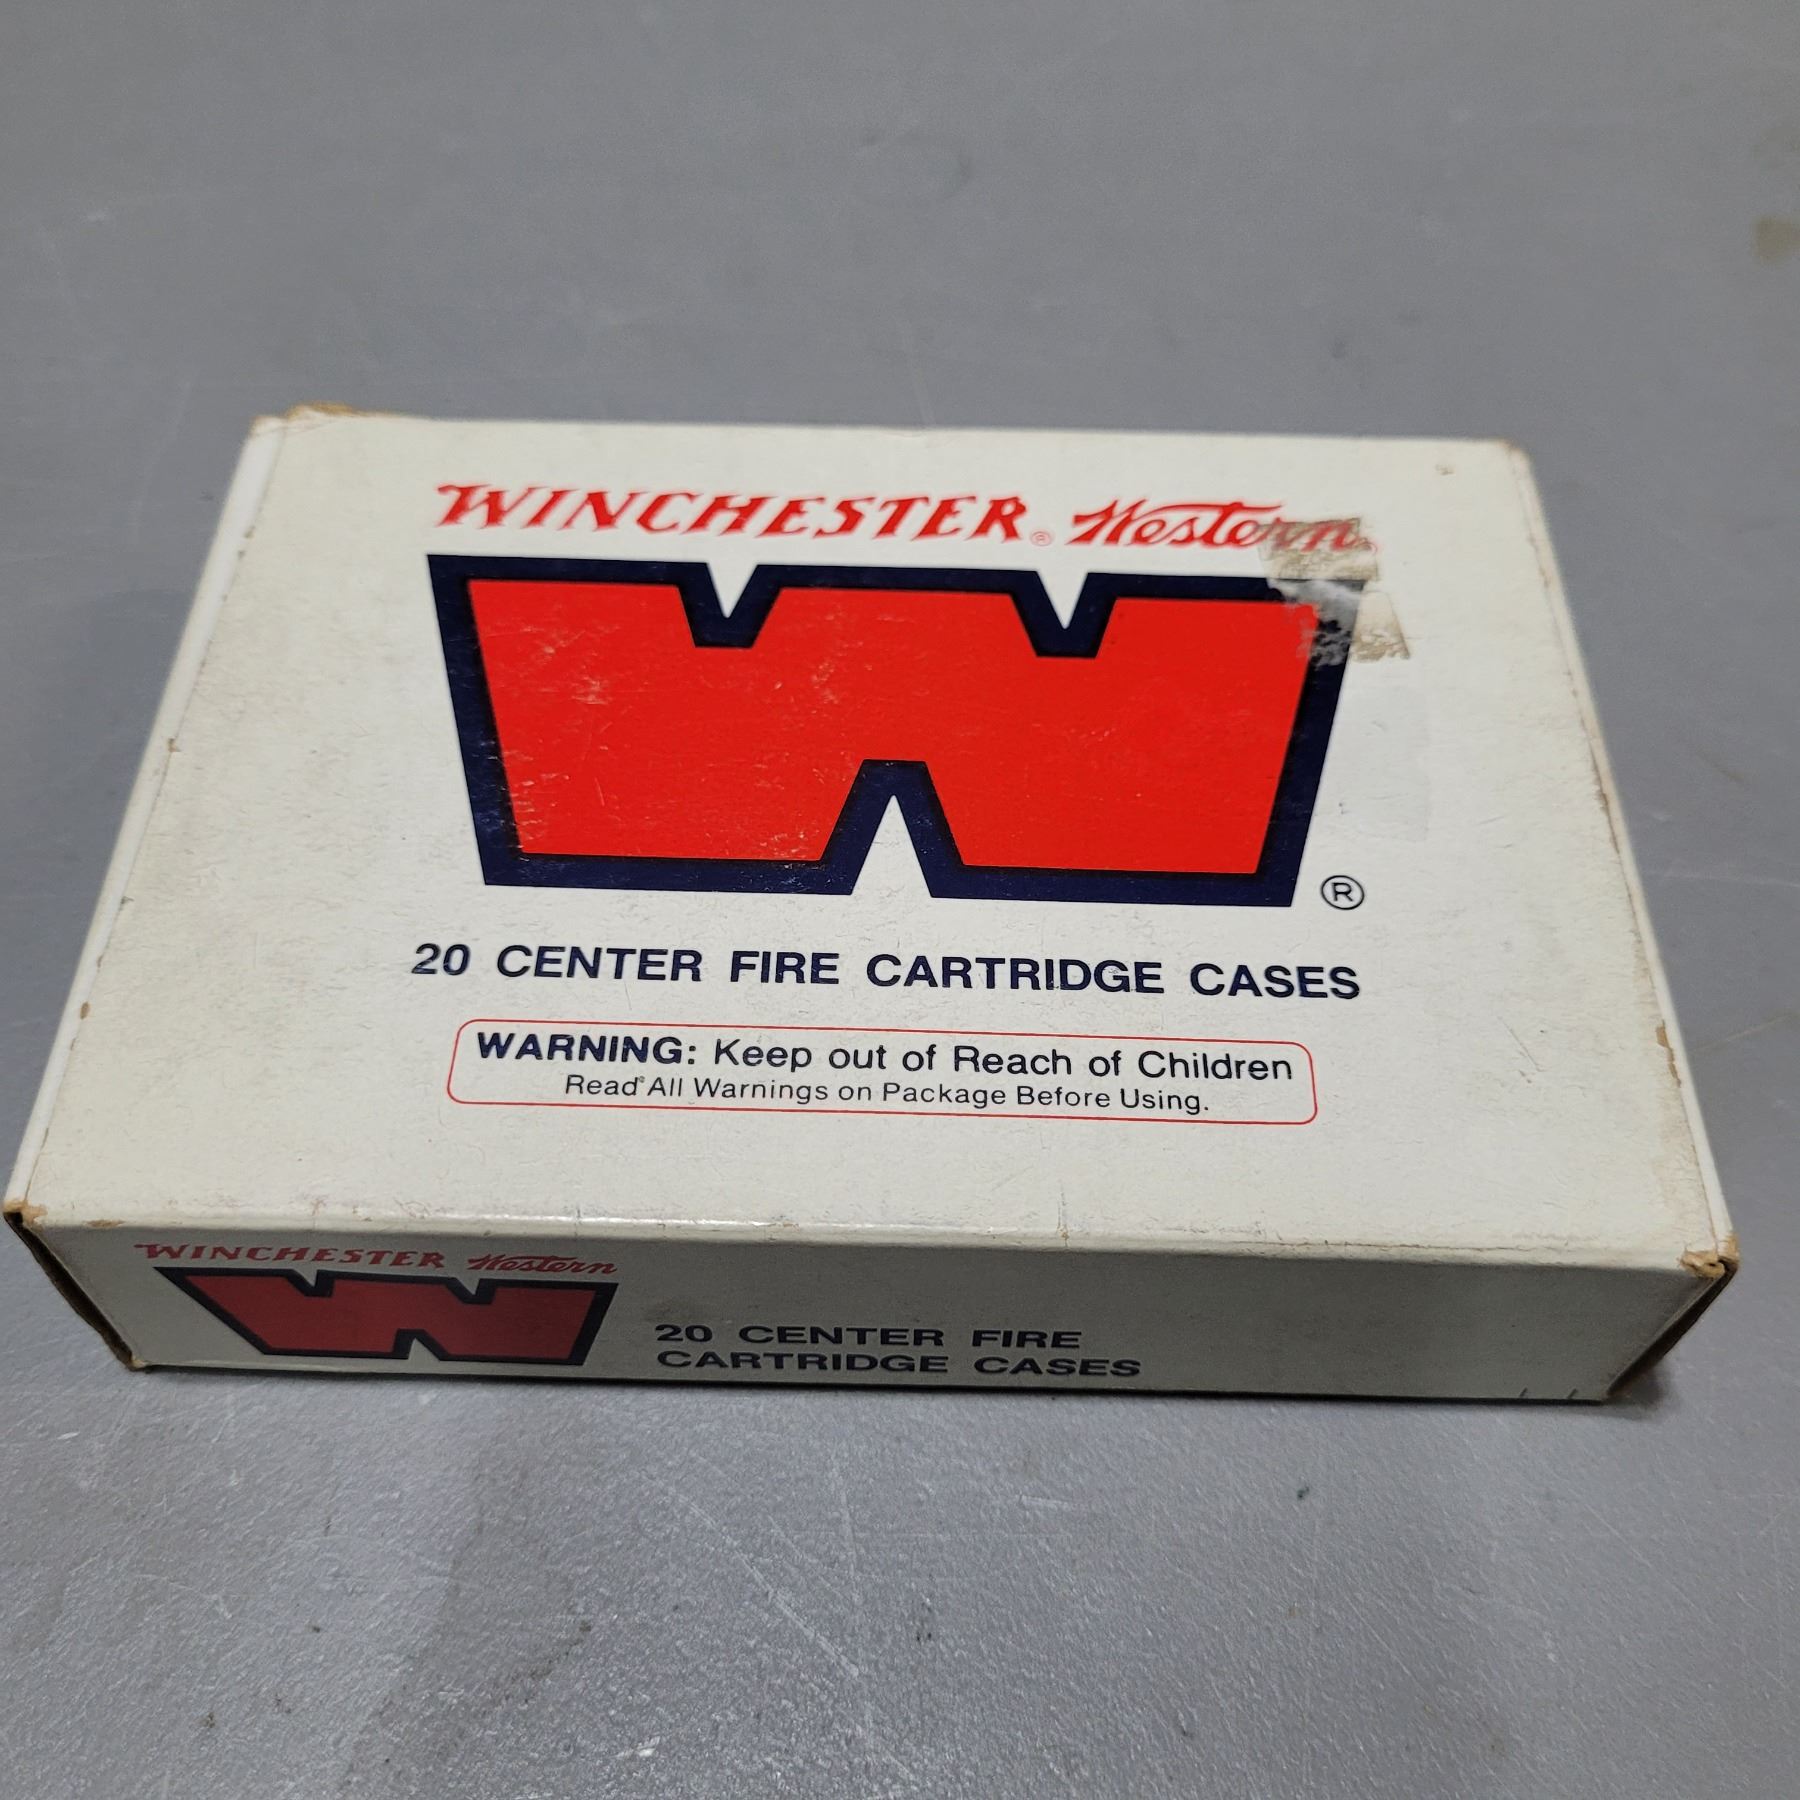 WINCHESTER® Western®
W®
20 CENTER FIRE CARTRIDGE CASES
WARNING: Keep out of Reach of Children
Read All Warnings on Package Before Using.
WINCHESTER Western
W
20 CENTER FIRE
CARTRIDGE CASES